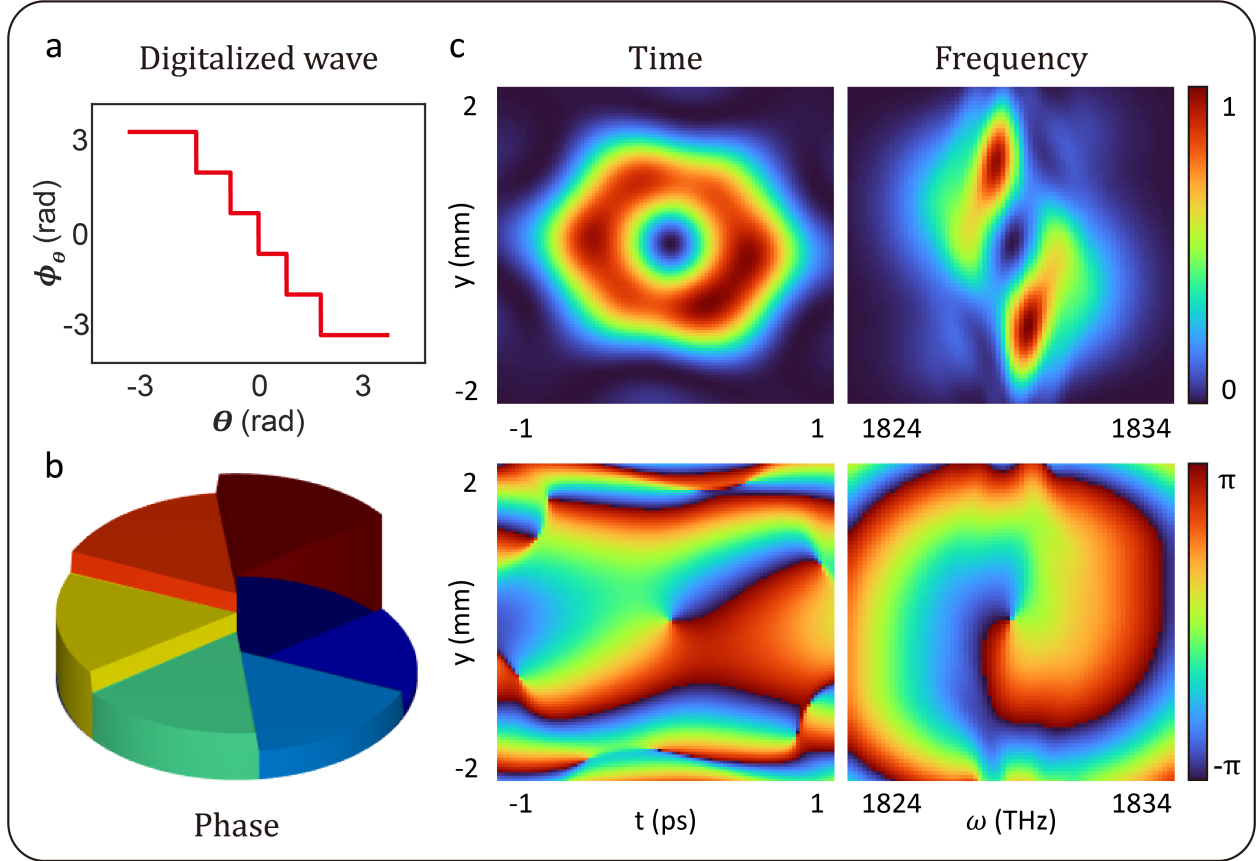 a
Digitalized wave
3
0
-3
ϕθ (rad)
-3 0 3
θ (rad)
b
Phase
c
Time Frequency
2
y (mm)
-2
-1 1
1824 1834
1
0
2
y (mm)
-2
-1 1
t (ps)
1824 1834
ω (THz)
π
-π